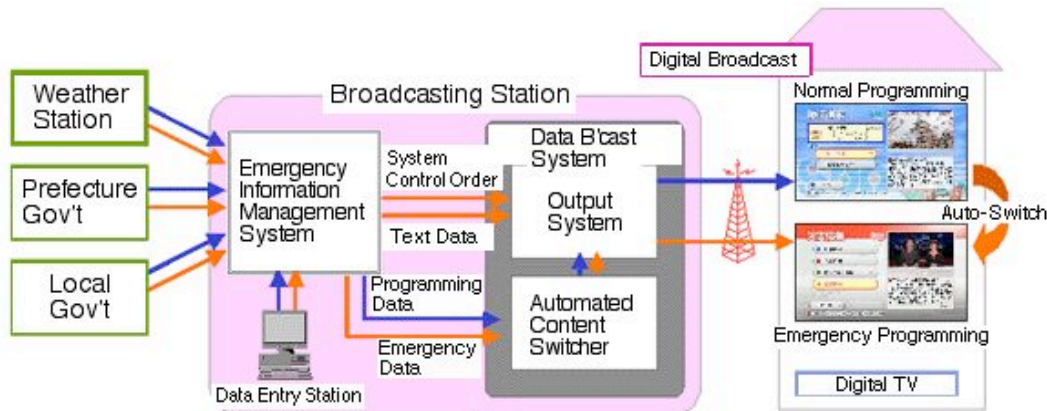 Weather
Station
Prefecture
Gov't
Local
Gov't
Broadcasting Station
Emergency
Information
Management
System
Data Entry Station
System
Control Order
Text Data
Programming
Data
Emergency
Data
Data B'cast
System
Output
System
Automated
Content
Switcher
Digital Broadcast
Normal Programming
Auto-Switch
Emergency Programming
Digital TV